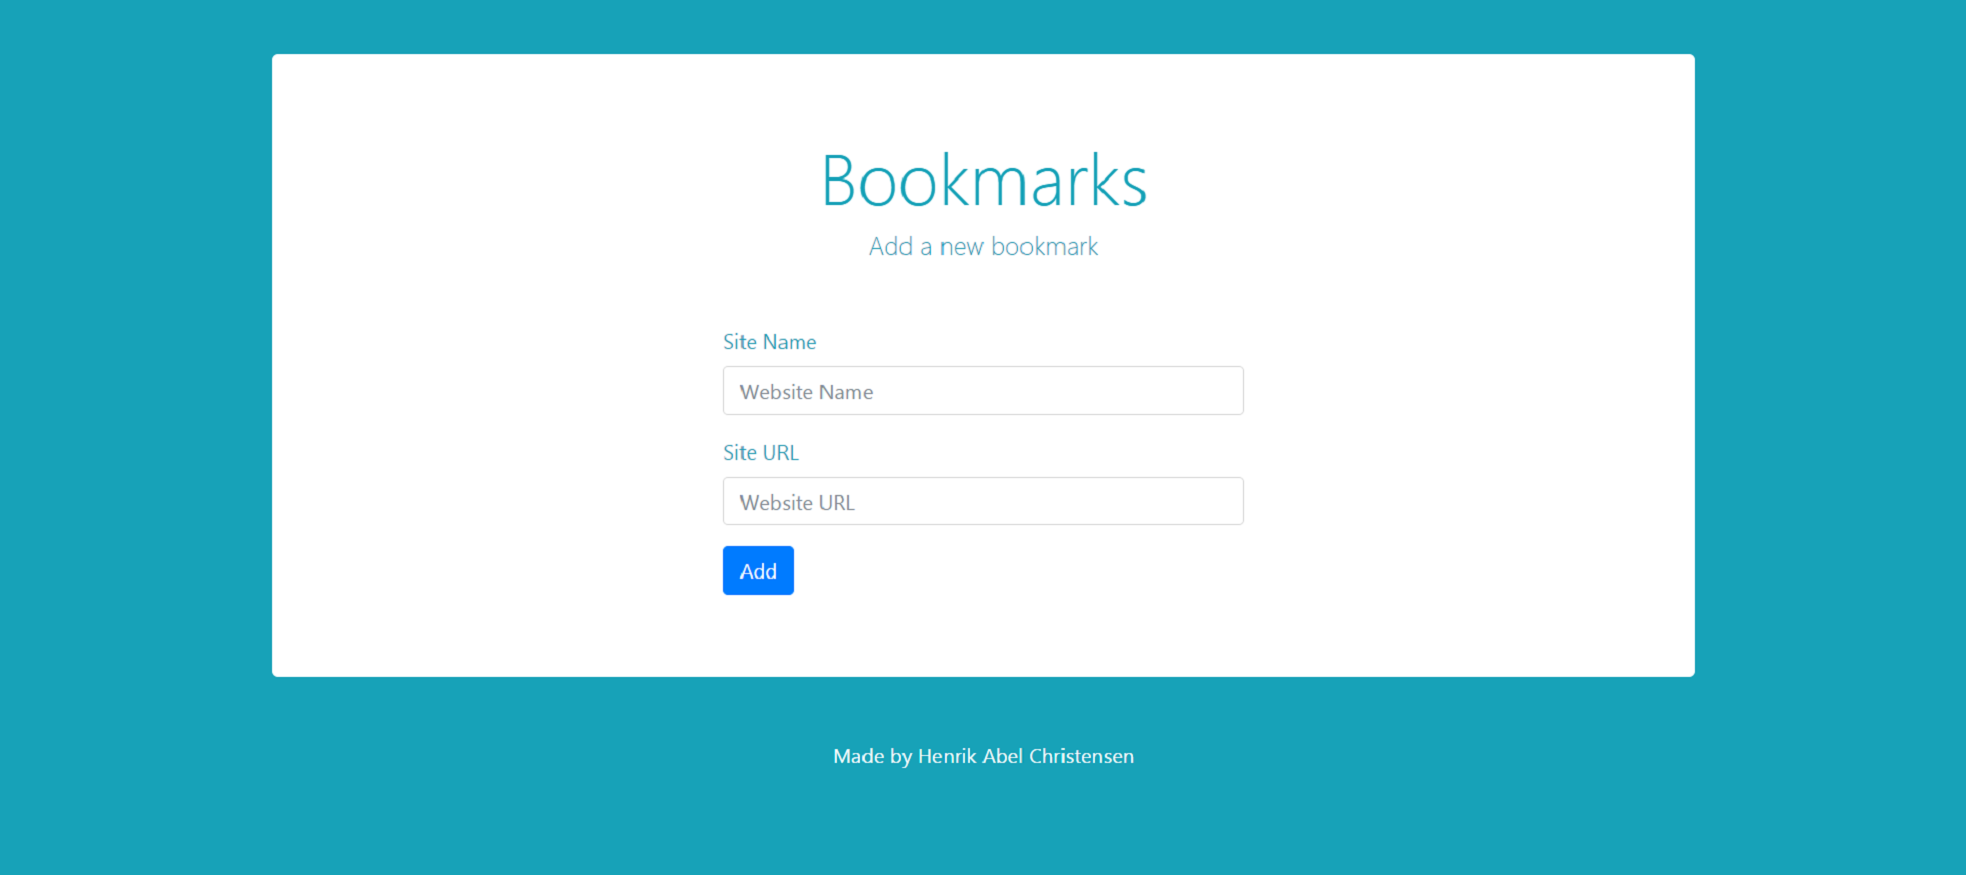 Bookmarks
Add a new bookmark
Site Name
Website Name
Site URL
Website URL
Add
Made by Henrik Abel Christensen